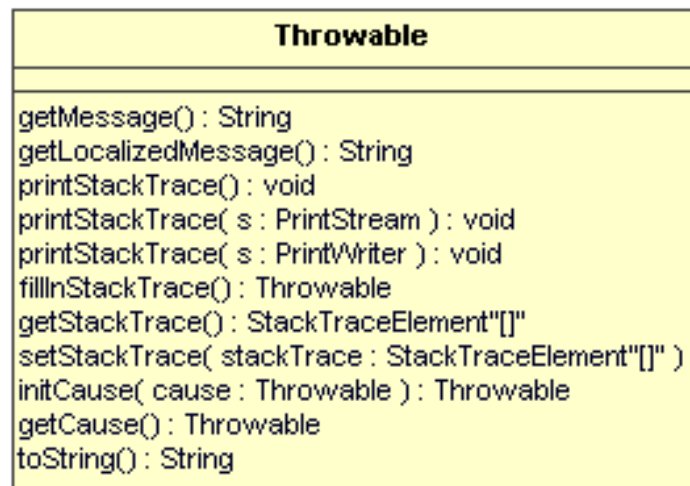 Throwable
getMessage() : String
getLocalizedMessage() : String
printStackTrace() : void
printStackTrace( s : PrintStream ) : void
printStackTrace( s : PrintWriter ) : void
fillInStackTrace() : Throwable
getStackTrace() : StackTraceElement"[]"
setStackTrace( stackTrace : StackTraceElement"[]" )
initCause( cause : Throwable ) : Throwable
getCause() : Throwable
toString() : String